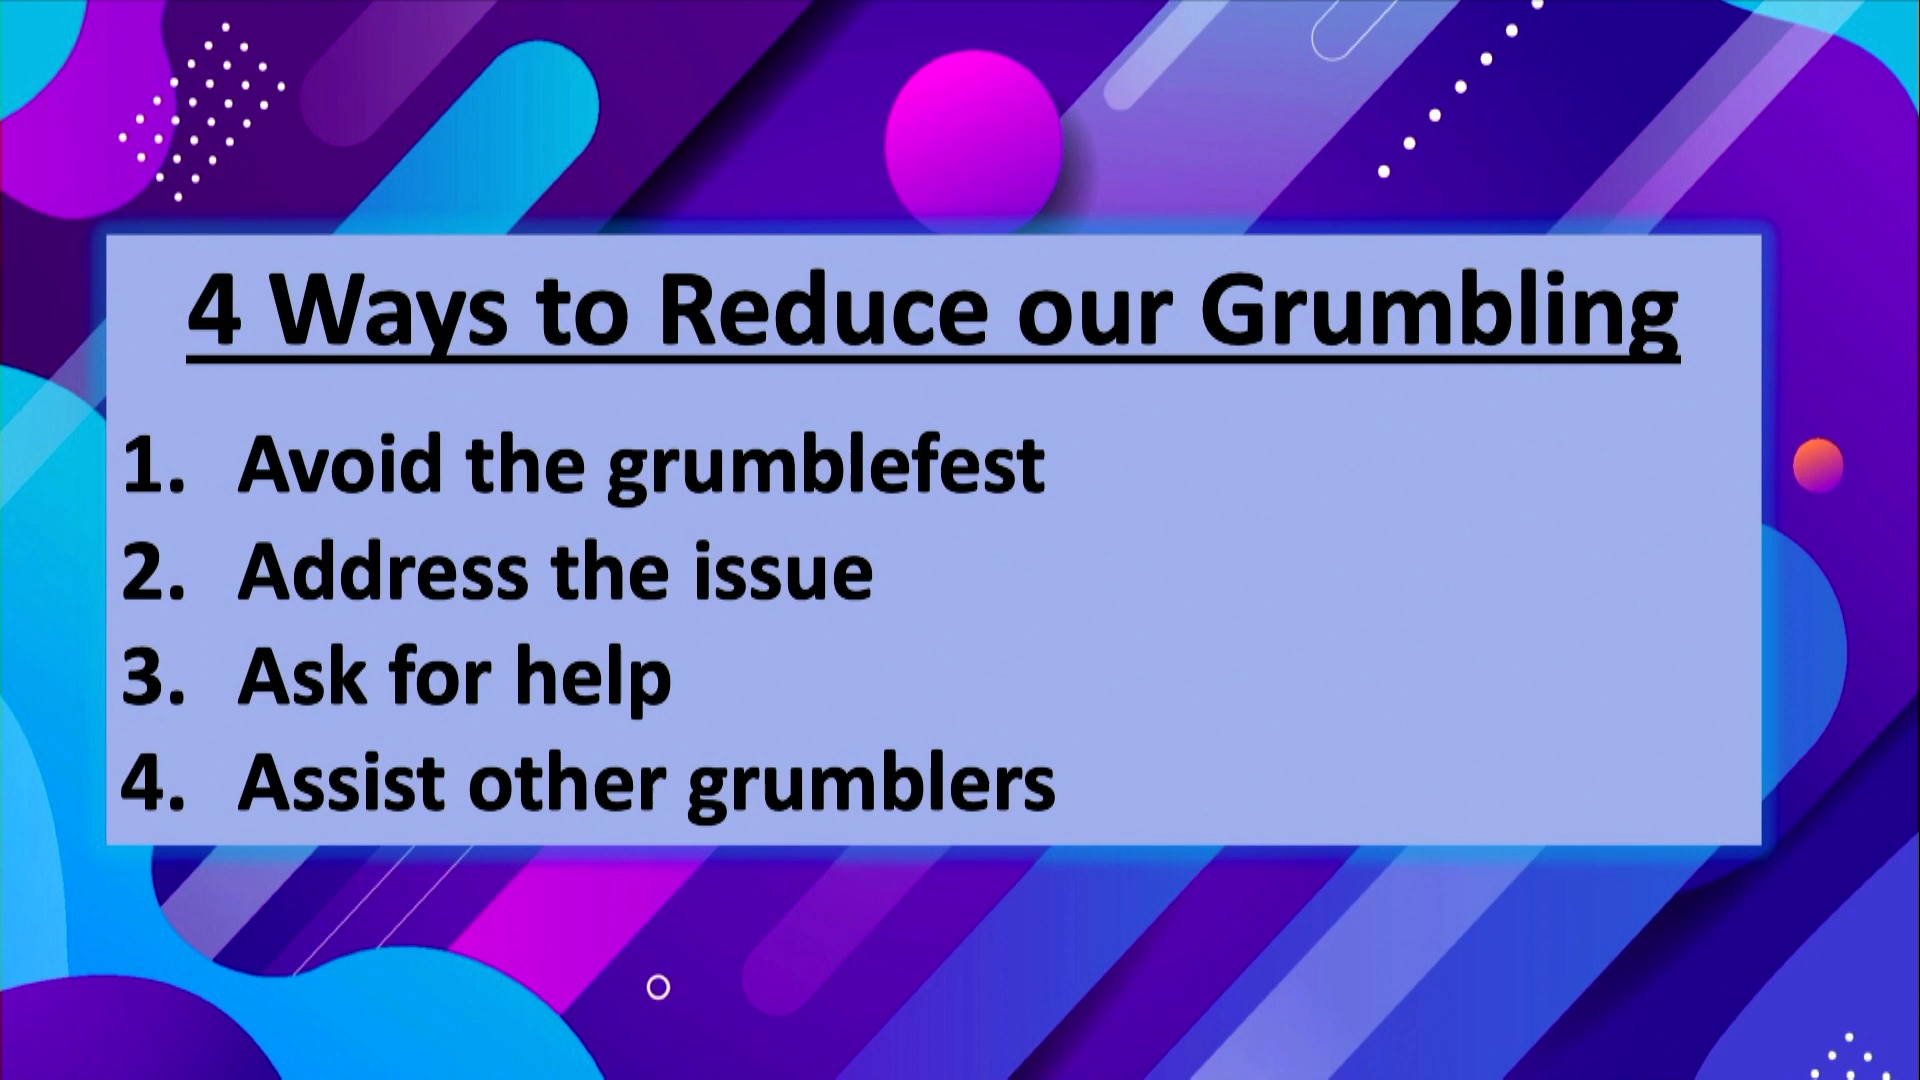 4 Ways to Reduce our Grumbling
1. Avoid the grumblefest
2. Address the issue
3. Ask for help
4. Assist other grumblers